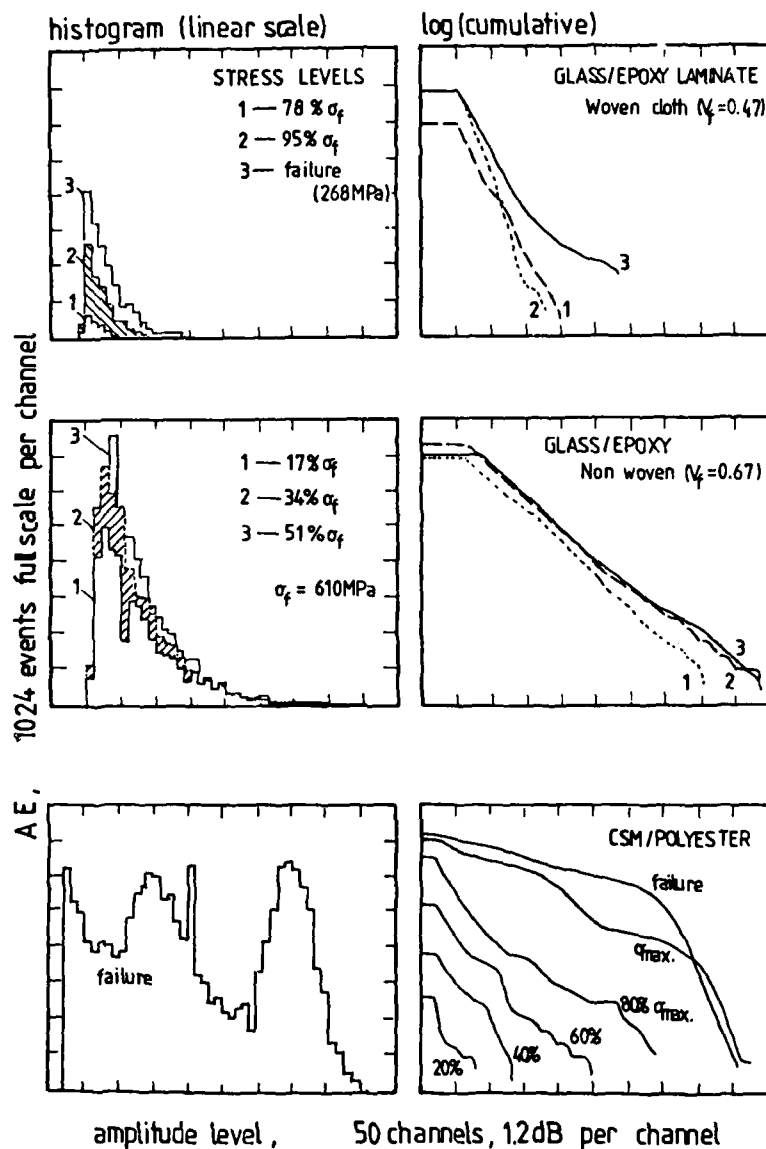 histogram (linear scale)
log (cumulative)
STRESS LEVELS
1 — 78% σf
2 — 95% σf
3 — failure
(268MPa)
3
2
1
GLASS/EPOXY LAMINATE
Woven cloth (Vf=0.47)
3
2
1
AE, 1024 events full scale per channel
3
2
1
1 — 17% σf
2 — 34% σf
3 — 51% σf
σf = 610MPa
GLASS/EPOXY
Non woven (Vf=0.67)
3
1
2
failure
CSM/POLYESTER
failure
σmax.
80% σmax.
60%
40%
20%
amplitude level, 50 channels, 1.2dB per channel